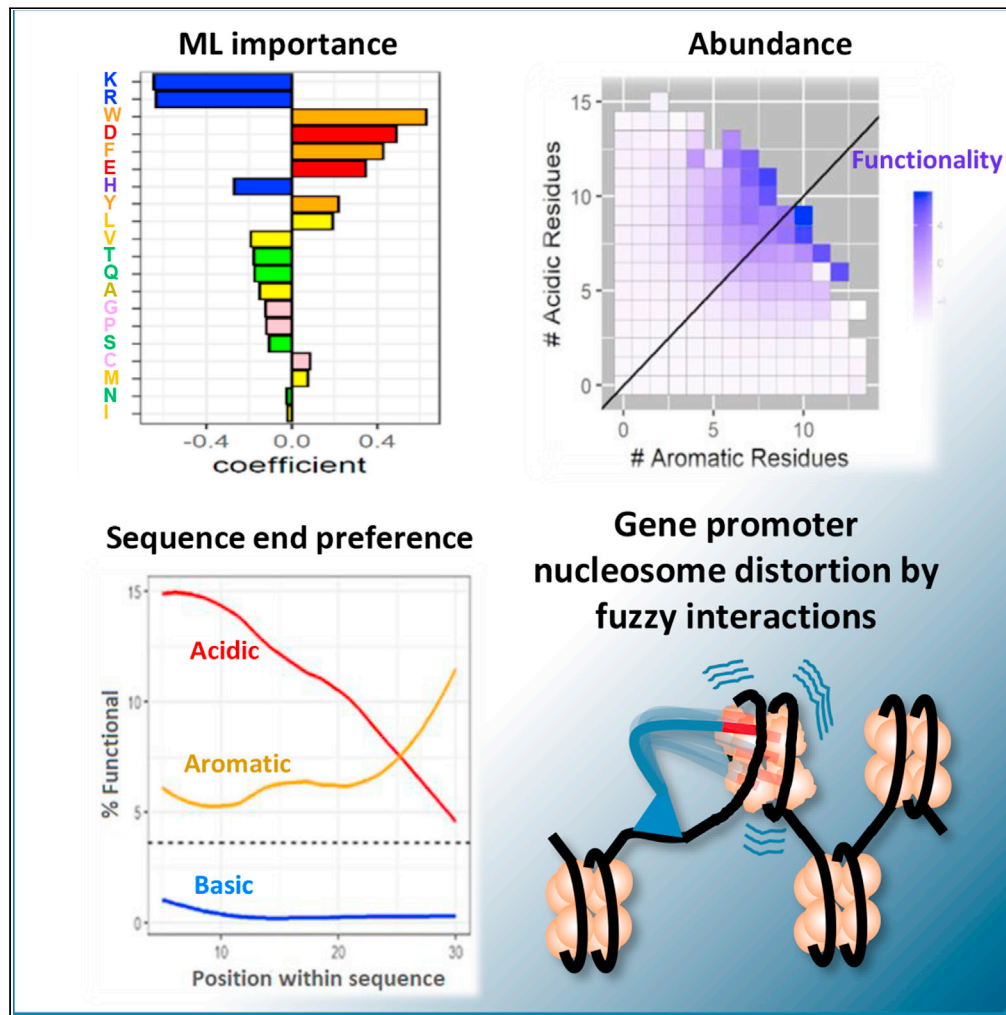 ML importance
K
R
W
D
F
E
H
Y
L
V
T
Q
A
G
P
S
C
M
N
I
-0.4 0.0 0.4
coefficient
Abundance
15
10
5
0
# Acidic Residues
0 5 10
# Aromatic Residues
Functionality
4
0
Sequence end preference
15
10
5
0
% Functional
Acidic
Aromatic
Basic
10 20 30
Position within sequence
Gene promoter
nucleosome distortion by
fuzzy interactions